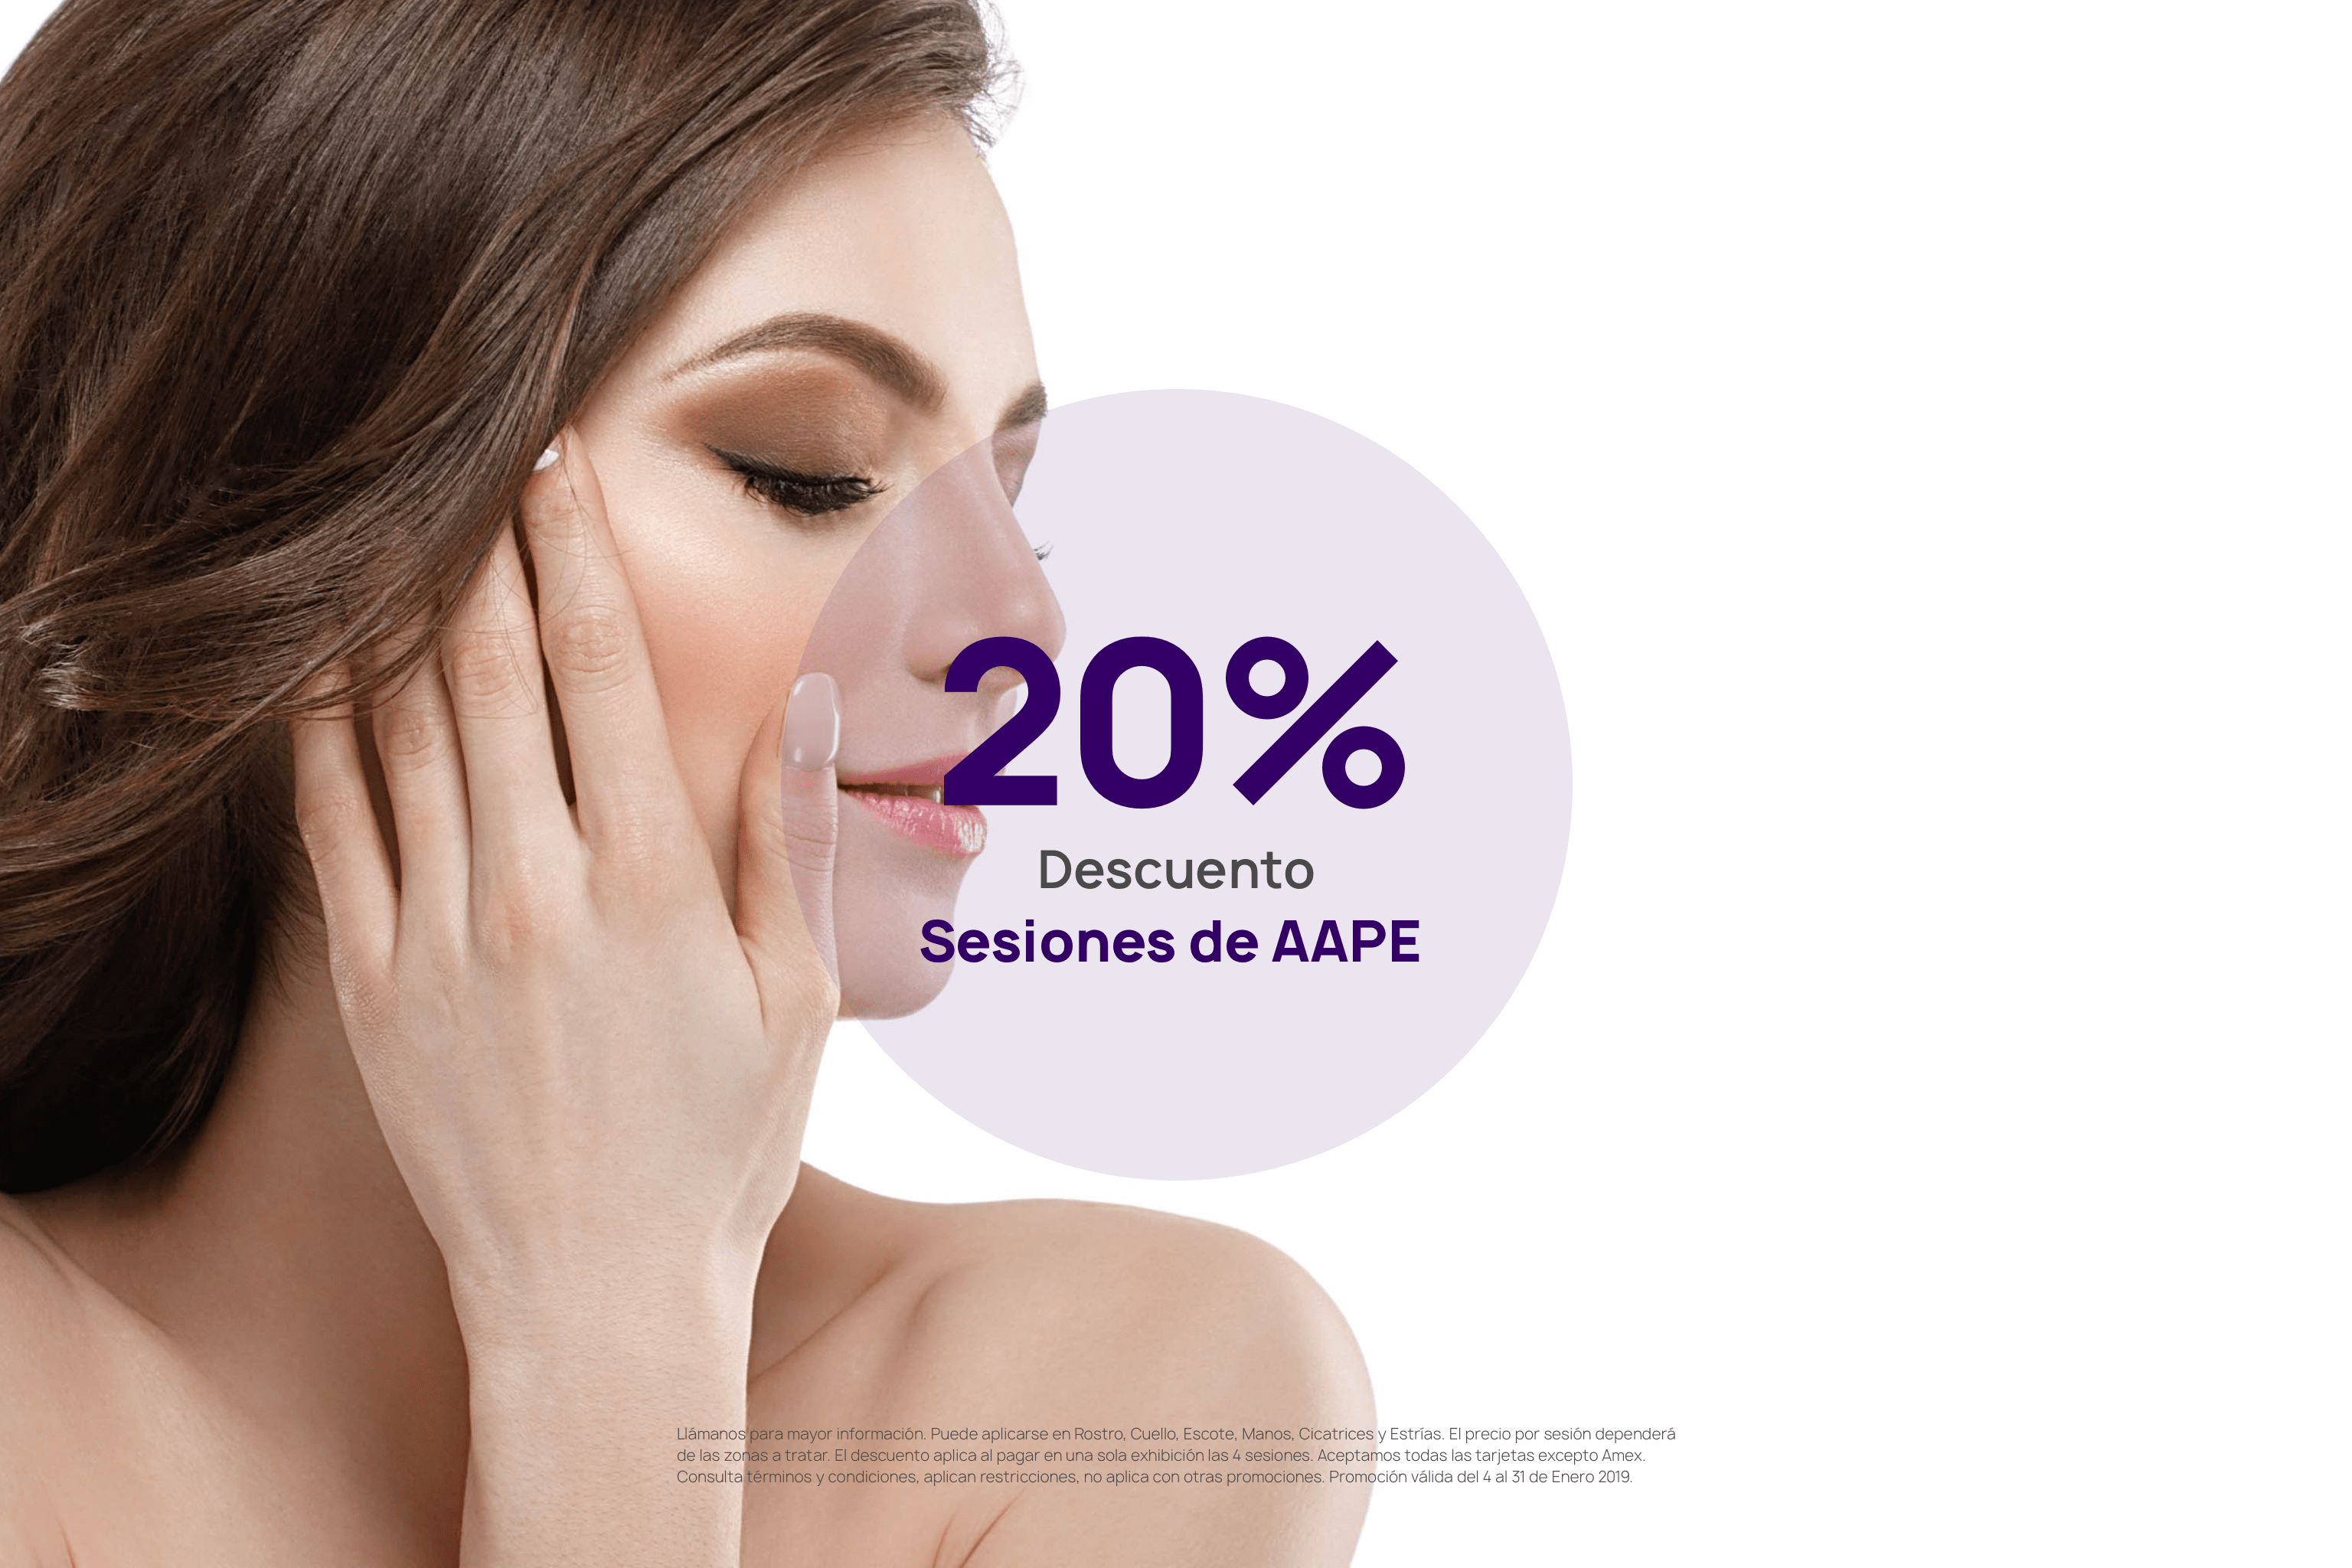 20%
Descuento
Sesiones de AAPE
Llámanos para mayor información. Puede aplicarse en Rostro, Cuello, Escote, Manos, Cicatrices y Estrías. El precio por sesión dependerá
de las zonas a tratar. El descuento aplica al pagar en una sola exhibición las 4 sesiones. Aceptamos todas las tarjetas excepto Amex.
Consulta términos y condiciones, aplican restricciones, no aplica con otras promociones. Promoción válida del 4 al 31 de Enero 2019.